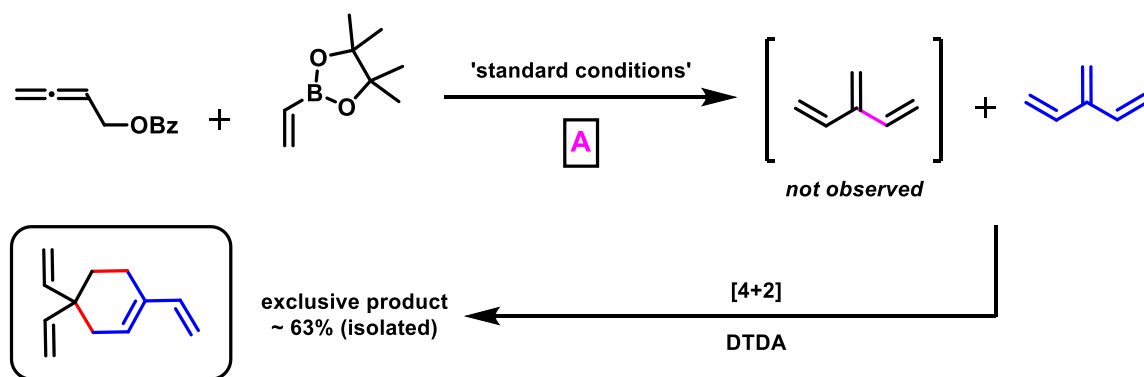 O
B
O
OBz
+
'standard conditions'
A
+
not observed
exclusive product
~ 63% (isolated)
[4+2]
DTDA